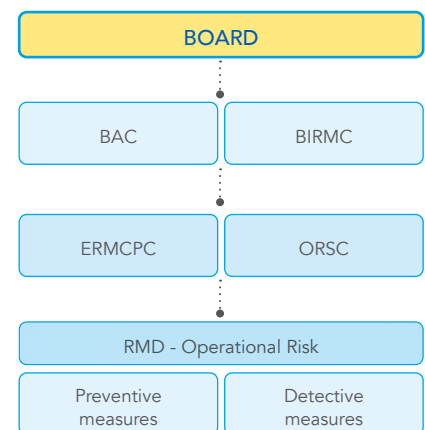 BOARD
BAC
BIRMC
ERMCPC
ORSC
RMD - Operational Risk
Preventive
measures
Detective
measures